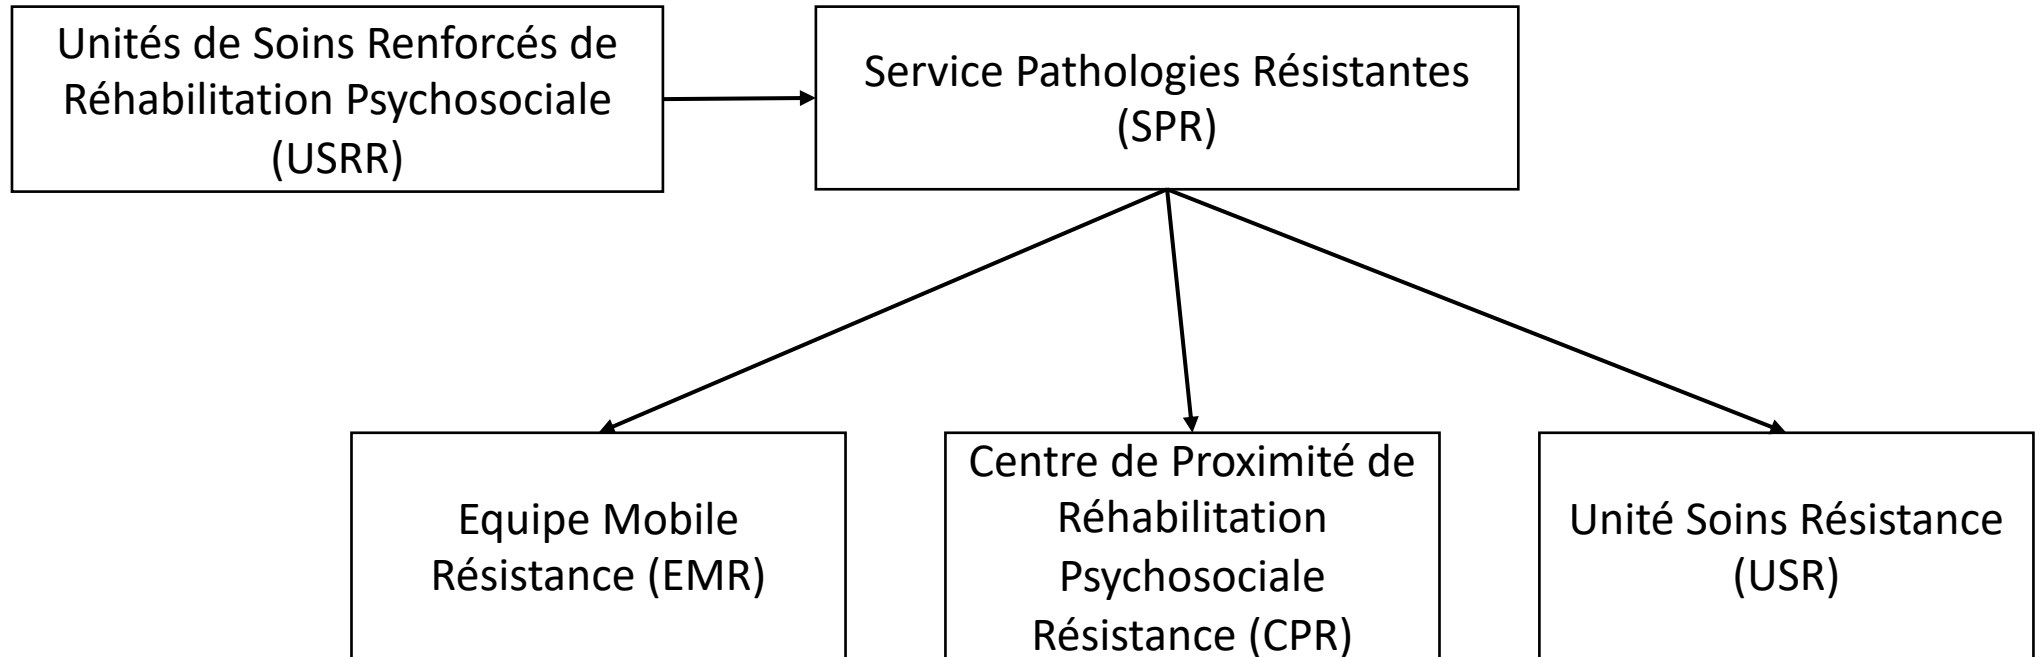 Unités de Soins Renforcés de
Réhabilitation Psychosociale
(USRR)
Service Pathologies Résistantes
(SPR)
Equipe Mobile
Résistance (EMR)
Centre de Proximité de
Réhabilitation
Psychosociale
Résistance (CPR)
Unité Soins Résistance
(USR)